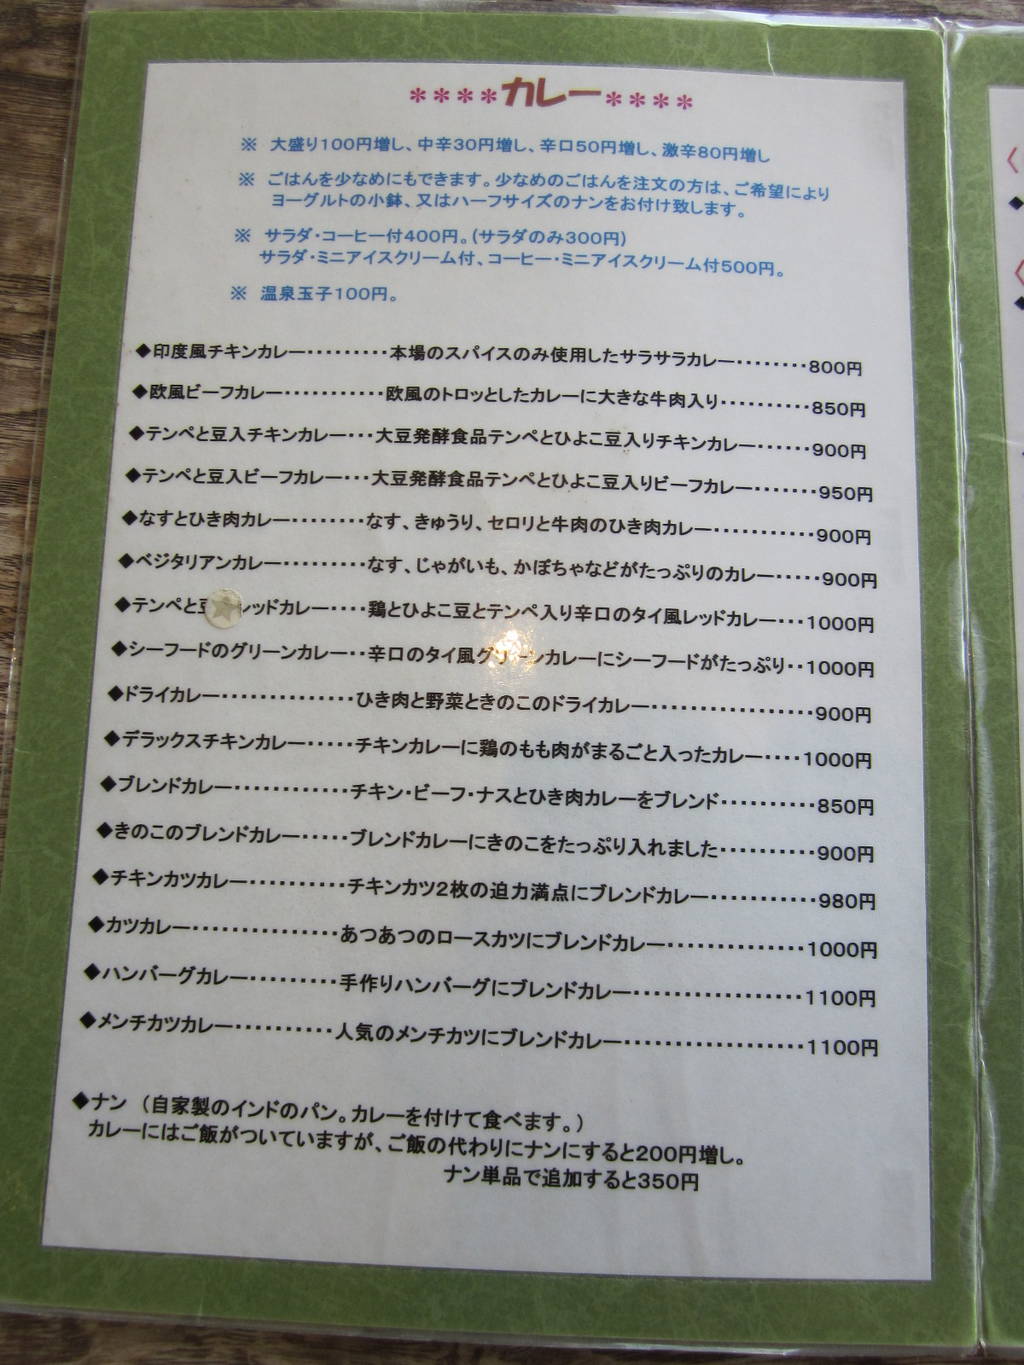 ****カレー****
※ 大盛り100円増し、中辛30円増し、辛口50円増し、激辛80円増し
※ ごはんを少なめにもできます。少なめのごはんを注文の方は、ご希望により
ヨーグルトの小鉢、又はハーフサイズのナンをお付け致します。
※ サラダ・コーヒー付400円。(サラダのみ300円)
サラダ・ミニアイスクリーム付、コーヒー・ミニアイスクリーム付500円。
※ 温泉玉子100円。
◆印度風チキンカレー・・・・・・・・・本場のスパイスのみ使用したサラサラカレー・・・・・・・・800円
◆欧風ビーフカレー・・・・・・・・・・・欧風のトロッとしたカレーに大きな牛肉入り・・・・・・・・・・850円
◆テンペと豆入チキンカレー・・・大豆発酵食品テンペとひよこ豆入りチキンカレー・・・・・・900円
◆テンペと豆入ビーフカレー・・・大豆発酵食品テンペとひよこ豆入りビーフカレー・・・・・・・950円
◆なすとひき肉カレー・・・・・・・・なす、きゅうり、セロリと牛肉のひき肉カレー・・・・・・・・・・・900円
◆ベジタリアンカレー・・・・・・・・・なす、じゃがいも、かぼちゃなどがたっぷりのカレー・・・・・900円
◆テンペと豆 レッドカレー・・・・鶏とひよこ豆とテンペ入り辛口のタイ風レッドカレー・・・1000円
◆シーフードのグリーンカレー・・辛口のタイ風グリーンカレーにシーフードがたっぷり・・1000円
◆ドライカレー・・・・・・・・・・・・・ひき肉と野菜ときのこのドライカレー・・・・・・・・・・・・・・・・900円
◆デラックスチキンカレー・・・・・チキンカレーに鶏のもも肉がまるごと入ったカレー・・・・1000円
◆ブレンドカレー・・・・・・・・・・・・チキン・ビーフ・ナスとひき肉カレーをブレンド・・・・・・・・・・850円
◆きのこのブレンドカレー・・・・・ブレンドカレーにきのこをたっぷり入れました・・・・・・・・・・900円
◆チキンカツカレー・・・・・・・・・・チキンカツ2枚の迫力満点にブレンドカレー・・・・・・・・・・・980円
◆カツカレー・・・・・・・・・・・・・・・あつあつのロースカツにブレンドカレー・・・・・・・・・・・・・・1000円
◆ハンバーグカレー・・・・・・・・・手作りハンバーグにブレンドカレー・・・・・・・・・・・・・・・・・1100円
◆メンチカツカレー・・・・・・・・・・人気のメンチカツにブレンドカレー・・・・・・・・・・・・・・・・・・1100円
◆ナン （自家製のインドのパン。カレーを付けて食べます。）
カレーにはご飯がついていますが、ご飯の代わりにナンにすると200円増し。
ナン単品で追加すると350円